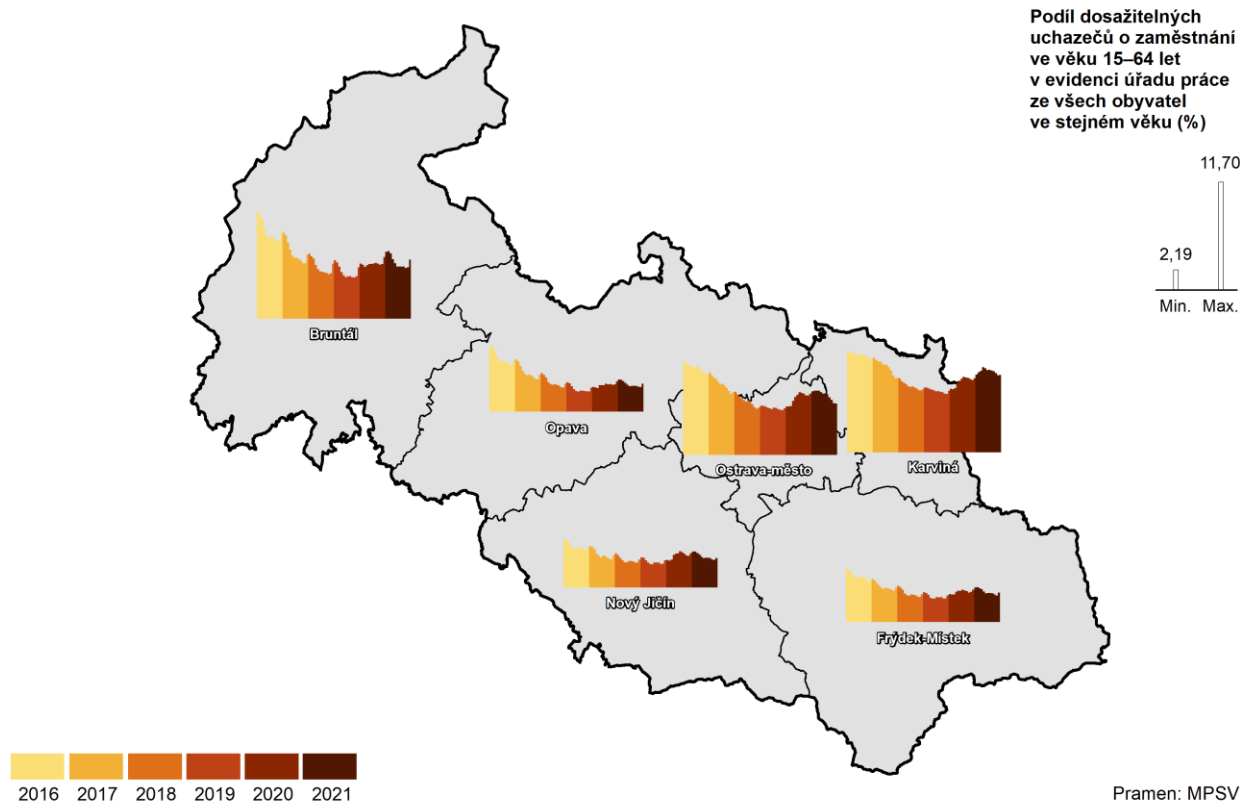 Podíl dosažitelných
uchazečů o zaměstnání
ve věku 15–64 let
v evidenci úřadu práce
ze všech obyvatel
ve stejném věku (%)
11,70
2,19
Min. Max.
Bruntál
Opava
Ostrava-město
Karviná
Nový Jičín
Frýdek-Místek
2016 2017 2018 2019 2020 2021
Pramen: MPSV